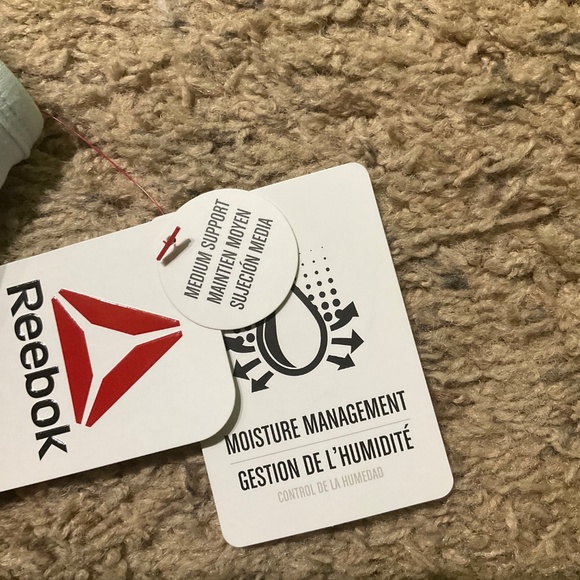 Reebok
MEDIUM SUPPORT
MAINTIEN MOYEN
SUJECIÓN MEDIA
MOISTURE MANAGEMENT
GESTION DE L'HUMIDITÉ
CONTROL DE LA HUMEDAD